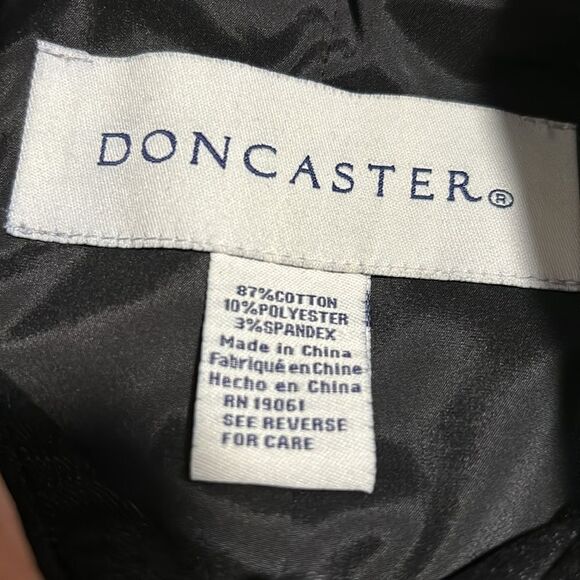 DONCASTER®
87%COTTON
10%POLYESTER
3%SPANDEX
Made in China
Fabriqué en Chine
Hecho en China
RN 19061
SEE REVERSE
FOR CARE